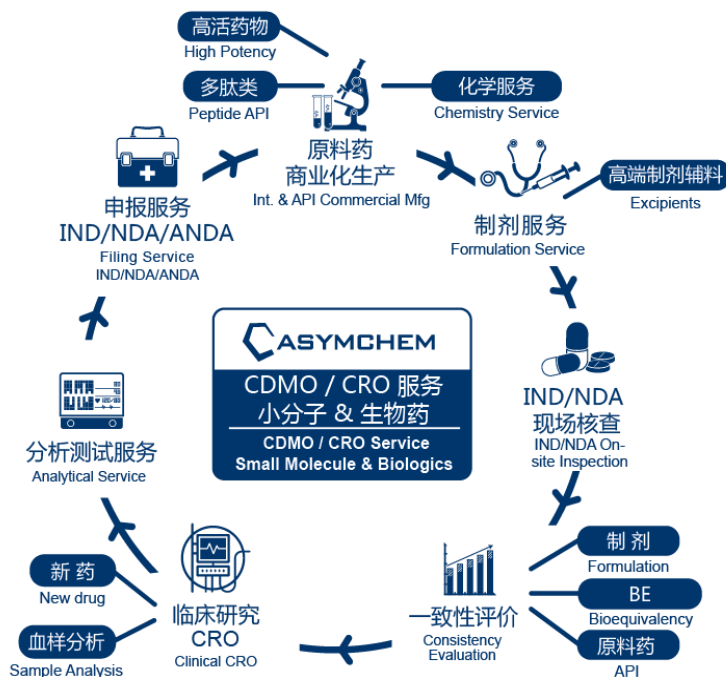 高活药物
High Potency
多肽类
Peptide API
化学服务
Chemistry Service
原料药
商业化生产
Int. & API Commercial Mfg
高端制剂辅料
Excipients
制剂服务
Formulation Service
申报服务
IND/NDA/ANDA
Filing Service
IND/NDA/ANDA
ASYMCHEM
CDMO / CRO 服务
小分子 & 生物药
CDMO / CRO Service
Small Molecule & Biologics
IND/NDA
现场核查
IND/NDA On-
site Inspection
分析测试服务
Analytical Service
制 剂
Formulation
BE
Bioequivalency
原料药
API
一致性评价
Consistency
Evaluation
新 药
New drug
血样分析
Sample Analysis
临床研究
CRO
Clinical CRO